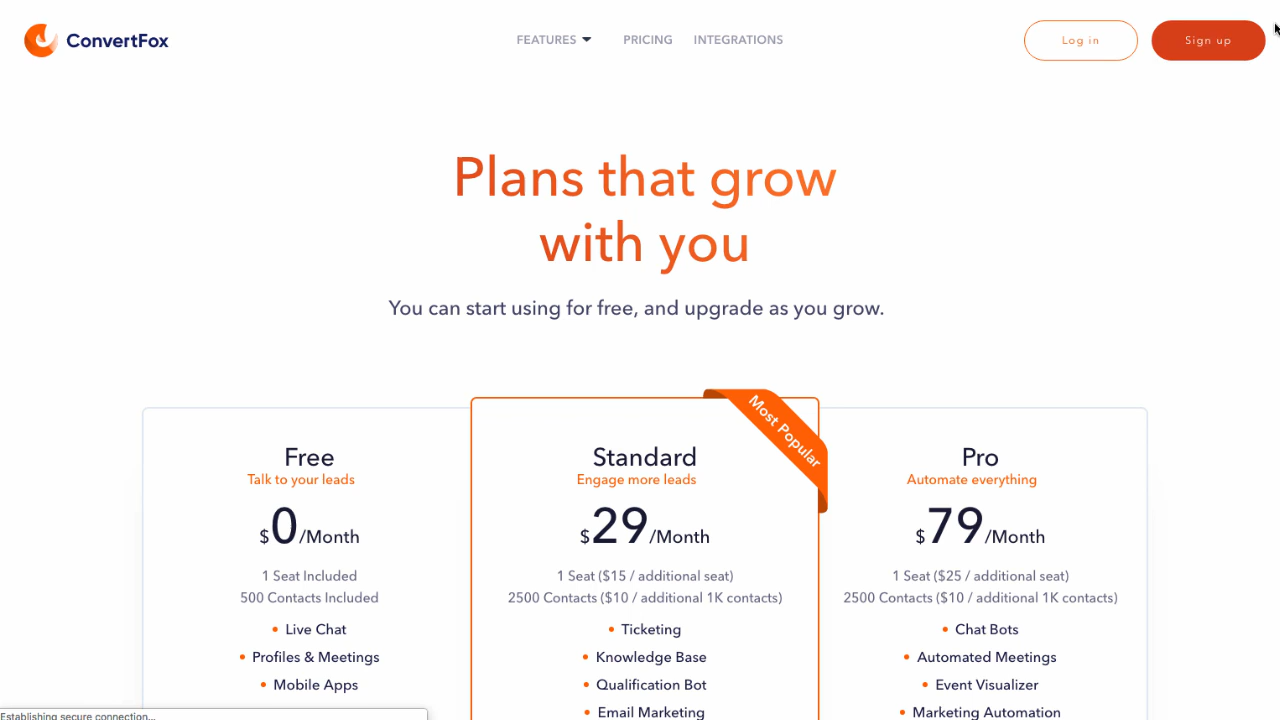 ConvertFox
FEATURES
PRICING
INTEGRATIONS
Log in
Sign up
Plans that grow
with you
You can start using for free, and upgrade as you grow.
Free
Talk to your leads
$0/Month
1 Seat Included
500 Contacts Included
Live Chat
Profiles & Meetings
Mobile Apps
Most Popular
Standard
Engage more leads
$29/Month
1 Seat ($15 / additional seat)
2500 Contacts ($10 / additional 1K contacts)
Ticketing
Knowledge Base
Qualification Bot
Email Marketing
Pro
Automate everything
$79/Month
1 Seat ($25 / additional seat)
2500 Contacts ($10 / additional 1K contacts)
Chat Bots
Automated Meetings
Event Visualizer
Marketing Automation
Establishing secure connection...